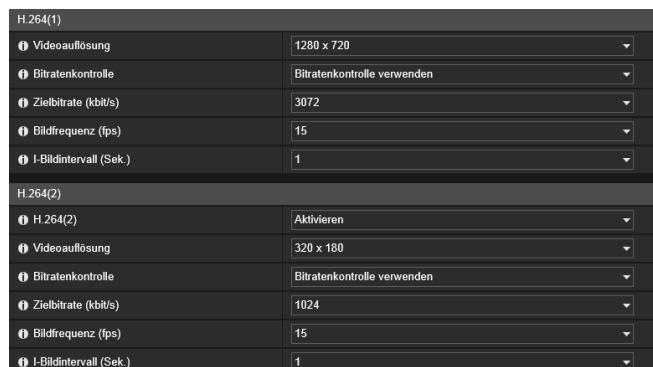 H.264(1)
Videoauflösung 1280 x 720
Bitratenkontrolle Bitratenkontrolle verwenden
Zielbitrate (kbit/s) 3072
Bildfrequenz (fps) 15
I-Bildintervall (Sek.) 1
H.264(2)
H.264(2) Aktivieren
Videoauflösung 320 x 180
Bitratenkontrolle Bitratenkontrolle verwenden
Zielbitrate (kbit/s) 1024
Bildfrequenz (fps) 15
I-Bildintervall (Sek.) 1